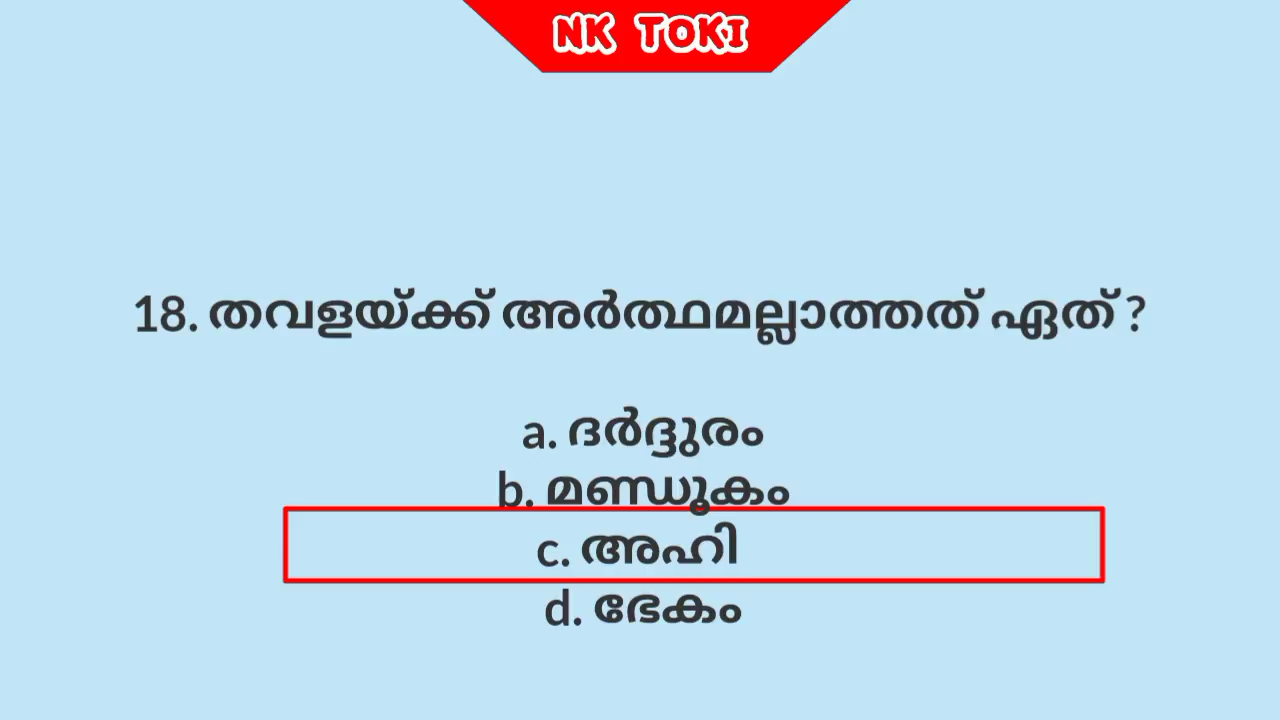 NK TOKI
18. തവളയ്ക്ക് അർത്ഥമല്ലാത്തത് ഏത് ?
a. ദർദ്ദുരം
b. മണ്ഡൂകം
c. അഹി
d. ഭേകം